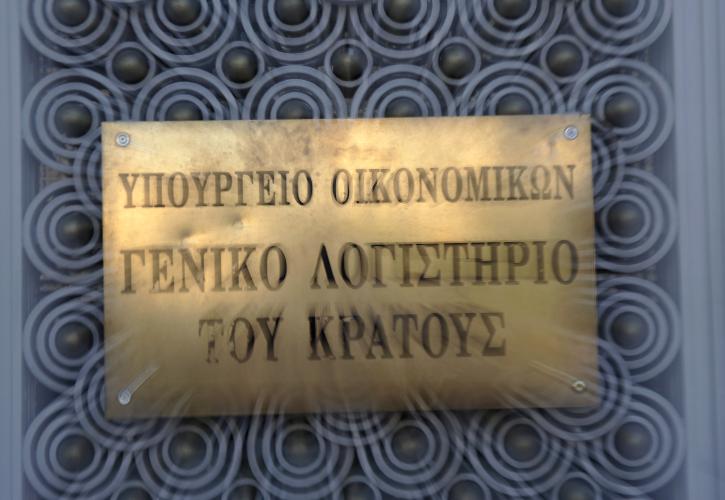 ΥΠΟΥΡΓΕΙΟ ΟΙΚΟΝΟΜΙΚΩΝ
ΓΕΝΙΚΟ ΛΟΓΙΣΤΗΡΙΟ
ΤΟΥ ΚΡΑΤΟΥΣ